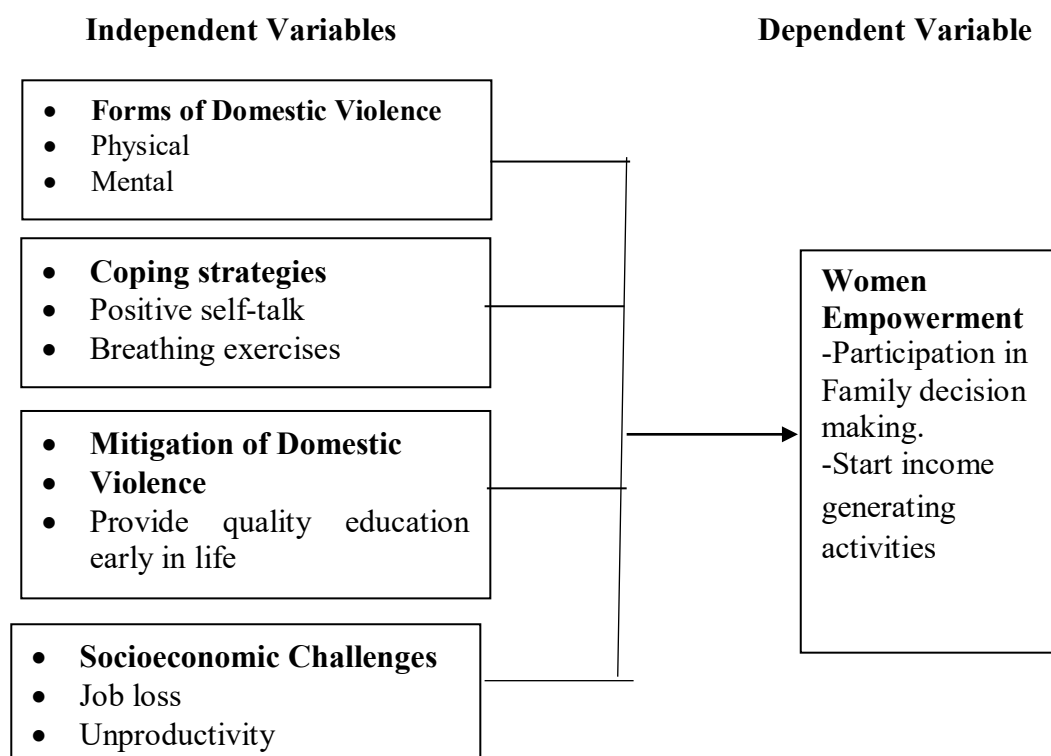 Independent Variables
Dependent Variable
• Forms of Domestic Violence
• Physical
• Mental
• Coping strategies
• Positive self-talk
• Breathing exercises
• Mitigation of Domestic
• Violence
• Provide quality education
early in life
• Socioeconomic Challenges
• Job loss
• Unproductivity
Women
Empowerment
-Participation in
Family decision
making.
-Start income
generating
activities